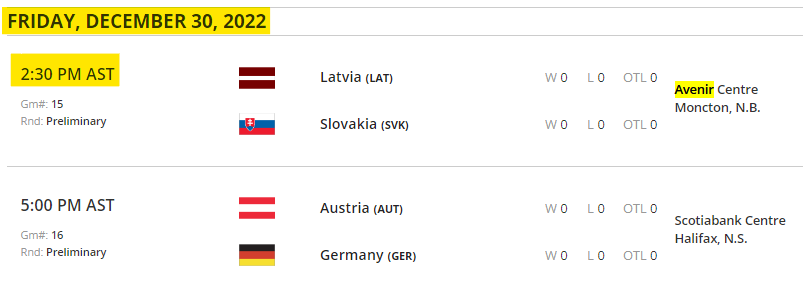 FRIDAY, DECEMBER 30, 2022
2:30 PM AST
Gm#: 15
Rnd: Preliminary
Latvia (LAT) W 0 L 0 OTL 0
Slovakia (SVK) W 0 L 0 OTL 0
Avenir Centre
Moncton, N.B.
5:00 PM AST
Gm#: 16
Rnd: Preliminary
Austria (AUT) W 0 L 0 OTL 0
Germany (GER) W 0 L 0 OTL 0
Scotiabank Centre
Halifax, N.S.